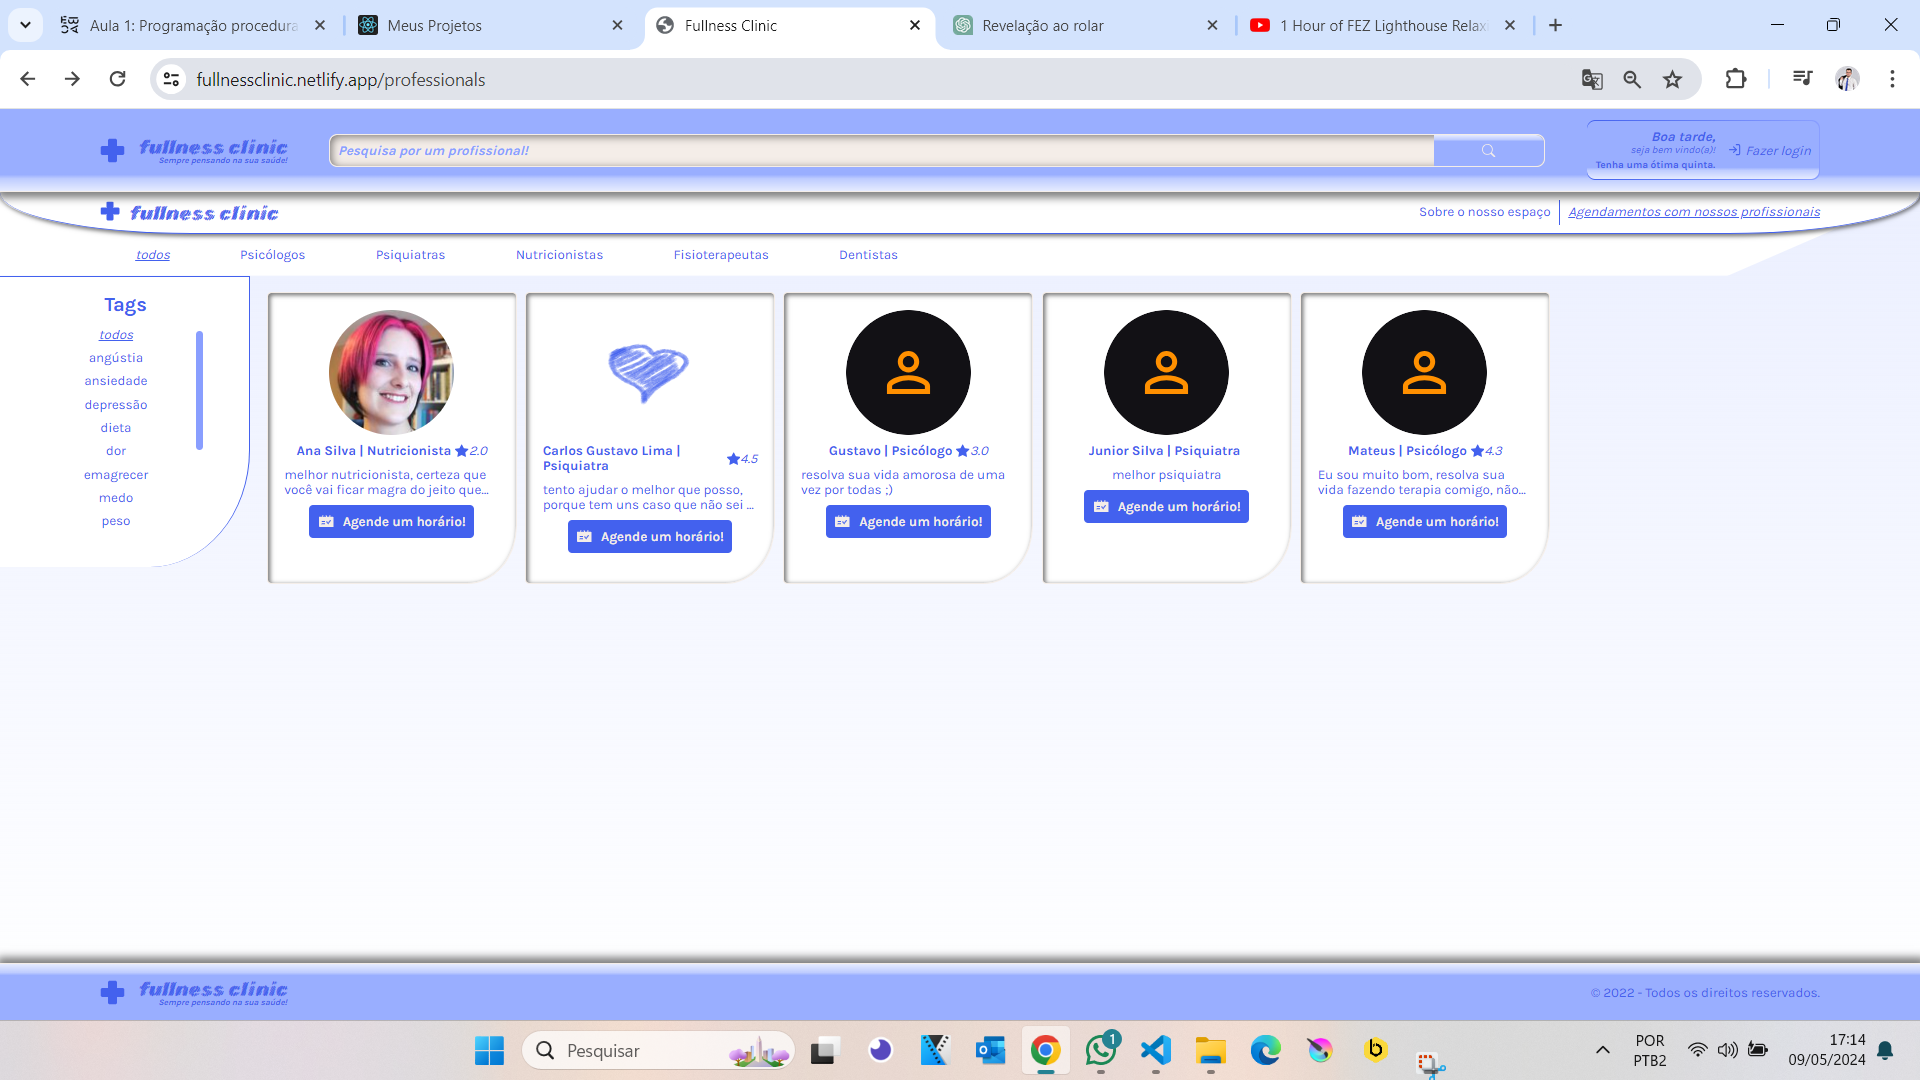 Aula 1: Programação procedura
Meus Projetos
Fullness Clinic
Revelação ao rolar
1 Hour of FEZ Lighthouse Relax
fullnessclinic.netlify.app/professionals
fullness clinic
Sempre pensando na sua saúde!
Pesquisa por um profissional!
Boa tarde,
seja bem vindo(a)!
Tenha uma ótima quinta.
Fazer login
fullness clinic
Sobre o nosso espaço
Agendamentos com nossos profissionais
todos
Psicólogos
Psiquiatras
Nutricionistas
Fisioterapeutas
Dentistas
Tags
todos
angústia
ansiedade
depressão
dieta
dor
emagrecer
medo
peso
Ana Silva | Nutricionista 2.0
melhor nutricionista, certeza que
você vai ficar magra do jeito que...
Agende um horário!
Carlos Gustavo Lima |
Psiquiatra
4.5
tento ajudar o melhor que posso,
porque tem uns caso que não sei ...
Agende um horário!
Gustavo | Psicólogo 3.0
resolva sua vida amorosa de uma
vez por todas ;)
Agende um horário!
Junior Silva | Psiquiatra
melhor psiquiatra
Agende um horário!
Mateus | Psicólogo 4.3
Eu sou muito bom, resolva sua
vida fazendo terapia comigo, não...
Agende um horário!
fullness clinic
Sempre pensando na sua saúde!
© 2022 - Todos os direitos reservados.
Pesquisar
1
POR
PTB2
17:14
09/05/2024